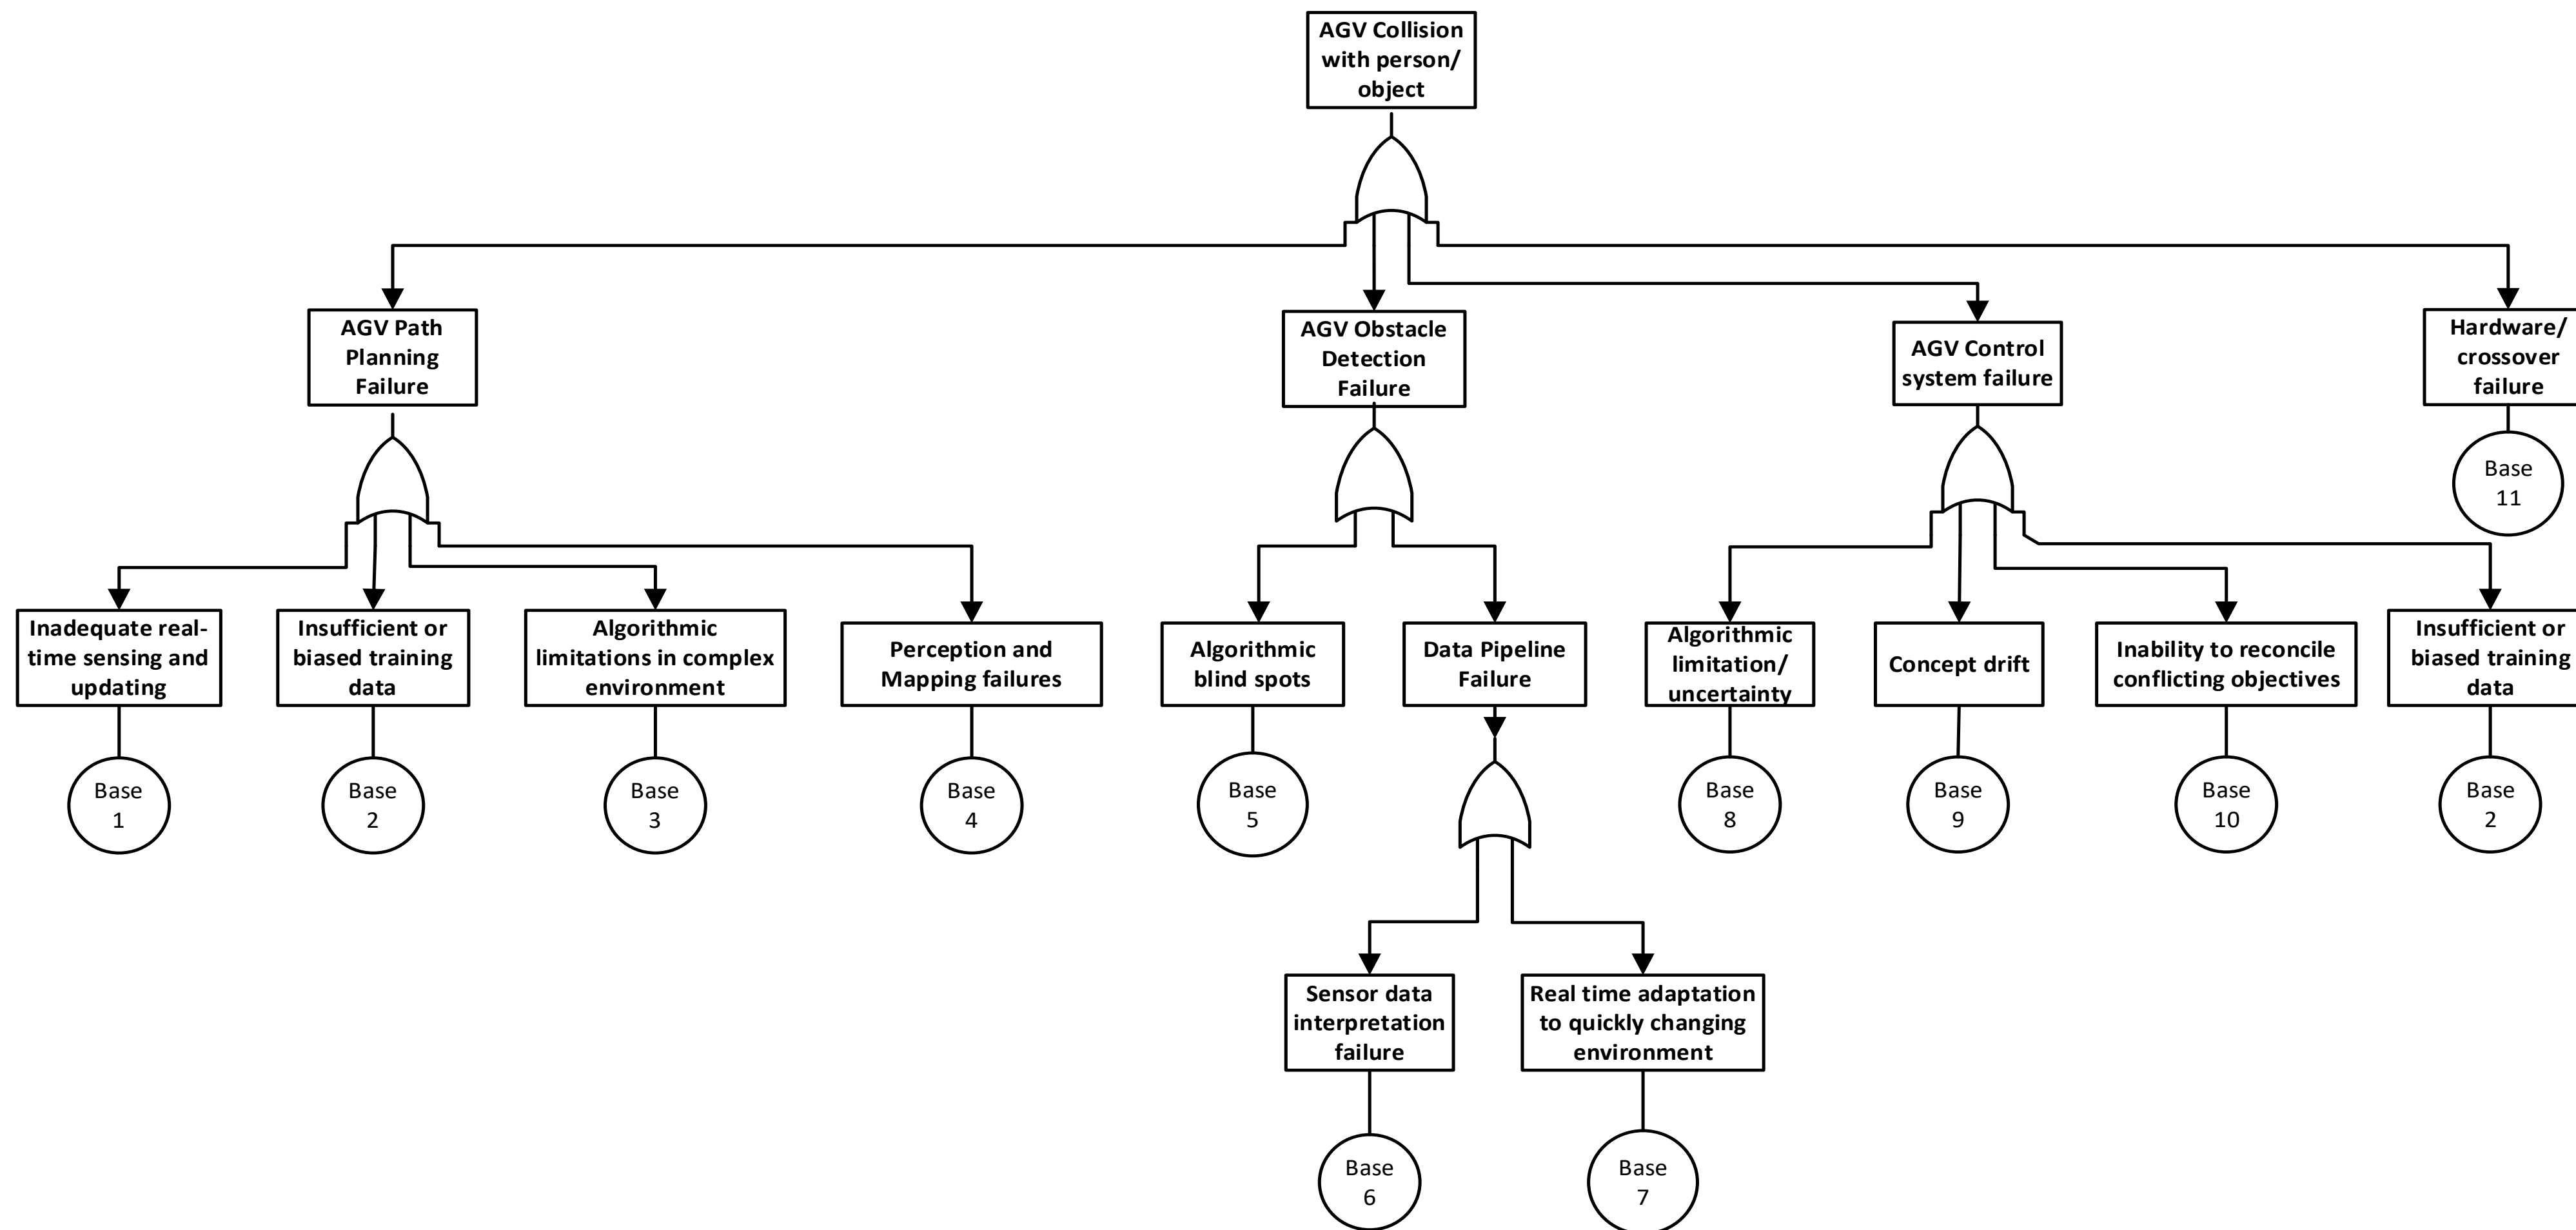 AGV Collision
with person/
object
AGV Path
Planning
Failure
AGV Obstacle
Detection
Failure
AGV Control
system failure
Hardware/
crossover
failure
Base
11
Inadequate real-
time sensing and
updating
Insufficient or
biased training
data
Algorithmic
limitations in complex
environment
Perception and
Mapping failures
Algorithmic
blind spots
Data Pipeline
Failure
Algorithmic
limitation/
uncertainty
Concept drift
Inability to reconcile
conflicting objectives
Insufficient or
biased training
data
Base
1
Base
2
Base
3
Base
4
Base
5
Base
8
Base
9
Base
10
Base
2
Sensor data
interpretation
failure
Real time adaptation
to quickly changing
environment
Base
6
Base
7